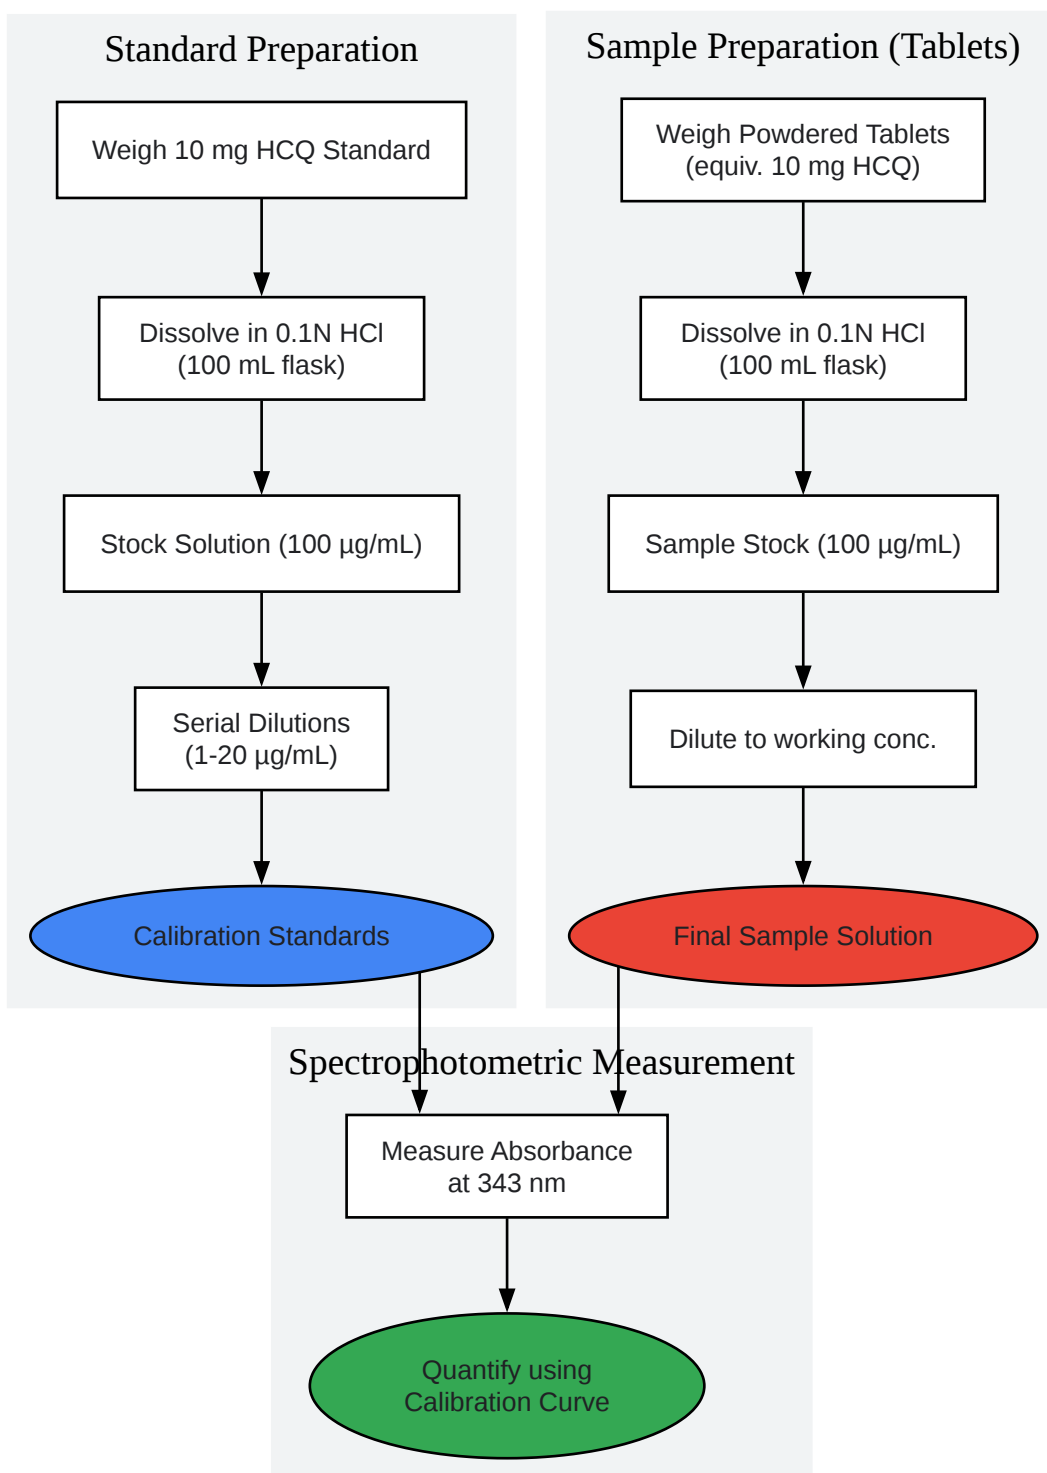 Standard Preparation
Weigh 10 mg HCQ Standard
Dissolve in 0.1N HCl
(100 mL flask)
Stock Solution (100 µg/mL)
Serial Dilutions
(1-20 µg/mL)
Calibration Standards
Sample Preparation (Tablets)
Weigh Powdered Tablets
(equiv. 10 mg HCQ)
Dissolve in 0.1N HCl
(100 mL flask)
Sample Stock (100 µg/mL)
Dilute to working conc.
Final Sample Solution
Spectrophotometric Measurement
Measure Absorbance
at 343 nm
Quantify using
Calibration Curve